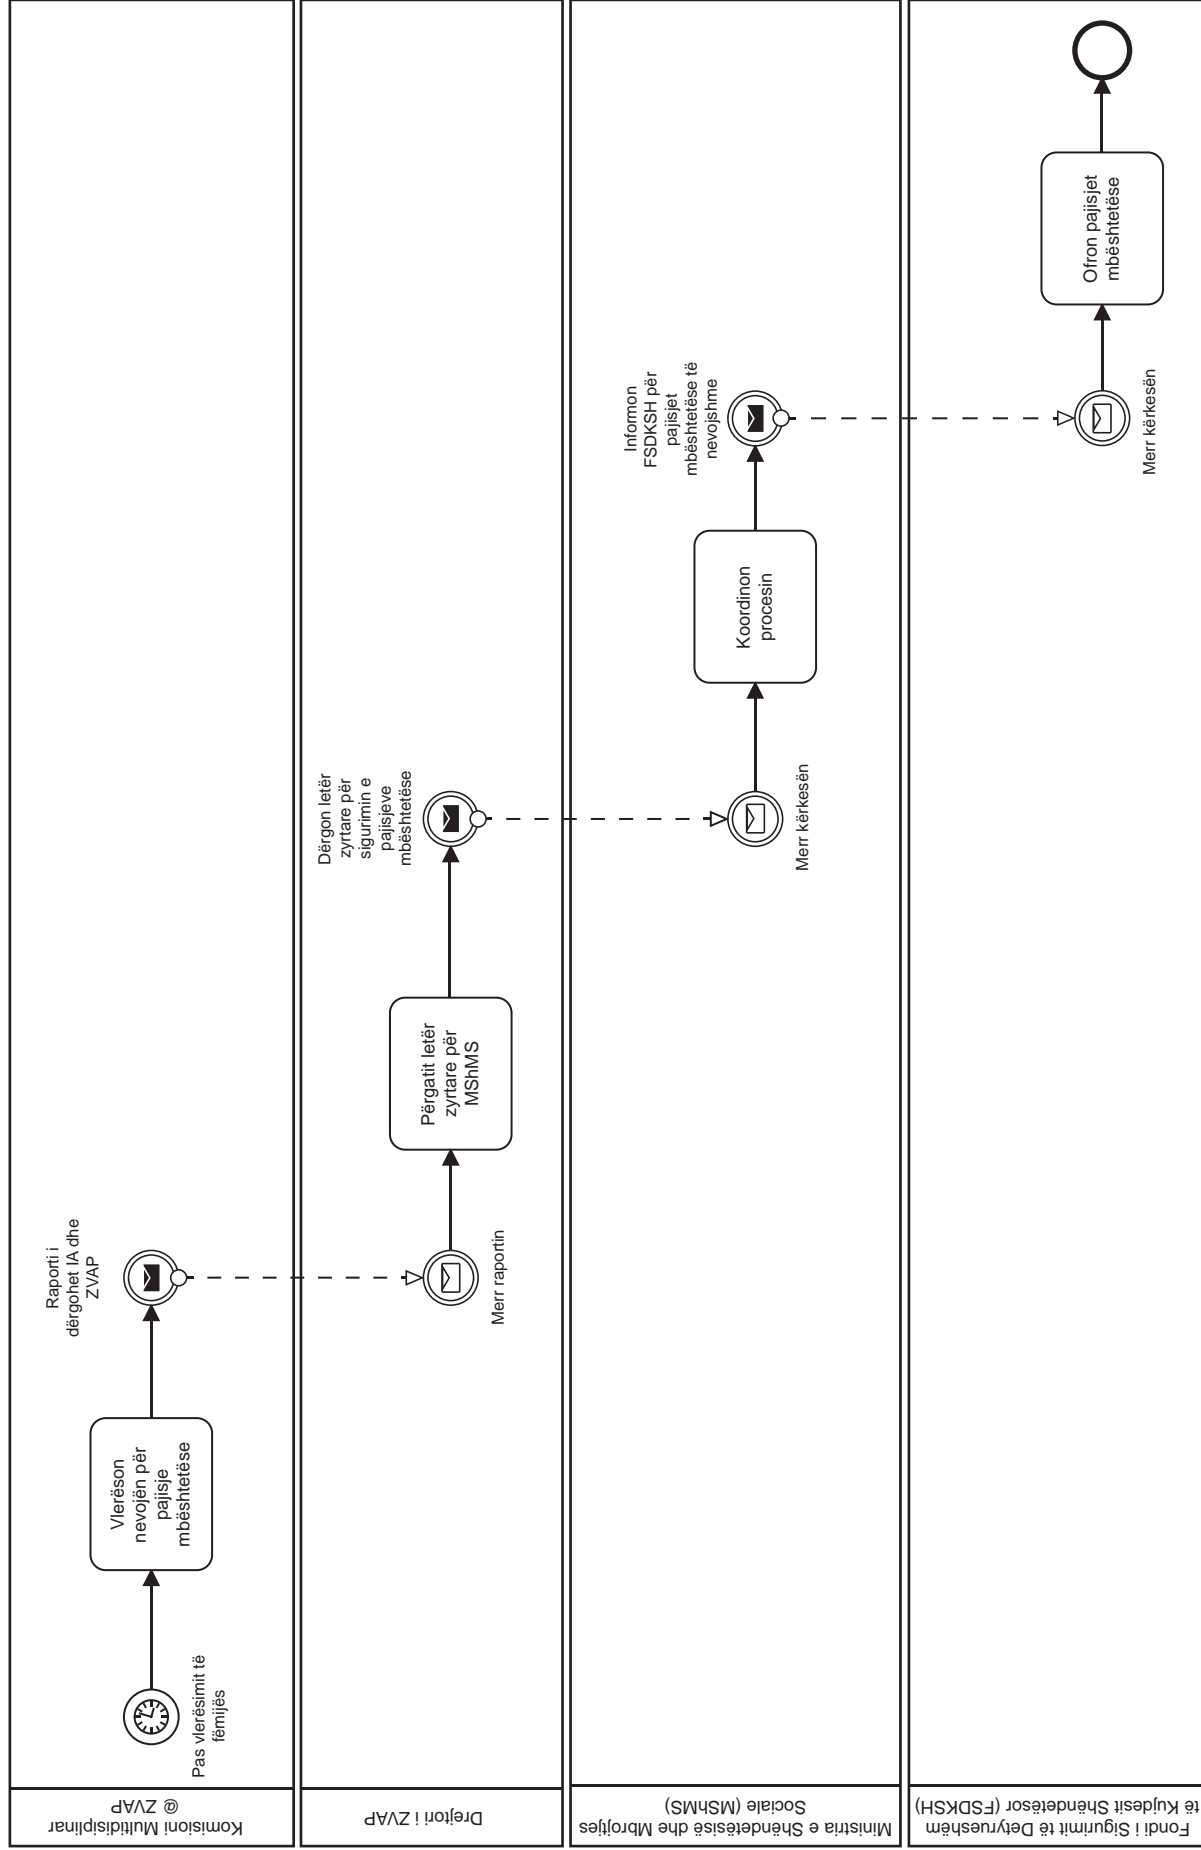 Komisioni Multidisiplinar
@ ZVAP
Pas vlerësimit të
fëmijës
Vlerëson
nevojën për
pajisje
mbështetëse
Raporti i
dërgohet IA dhe
ZVAP
Drejtori i ZVAP
Merr raportin
Përgatit letër
zyrtare për
MShMS
Dërgon letër
zyrtare për
sigurimin e
pajisjeve
mbështetëse
Ministria e Shëndetësisë dhe Mbrojtjes
Sociale (MShMS)
Merr kërkesën
Koordinon
procesin
Informon
FSDKSH për
pajisjet
mbështetëse të
nevojshme
Fondi i Sigurimit të Detyrueshëm
të Kujdesit Shëndetësor (FSDKSH)
Merr kërkesën
Ofron pajisjet
mbështetëse